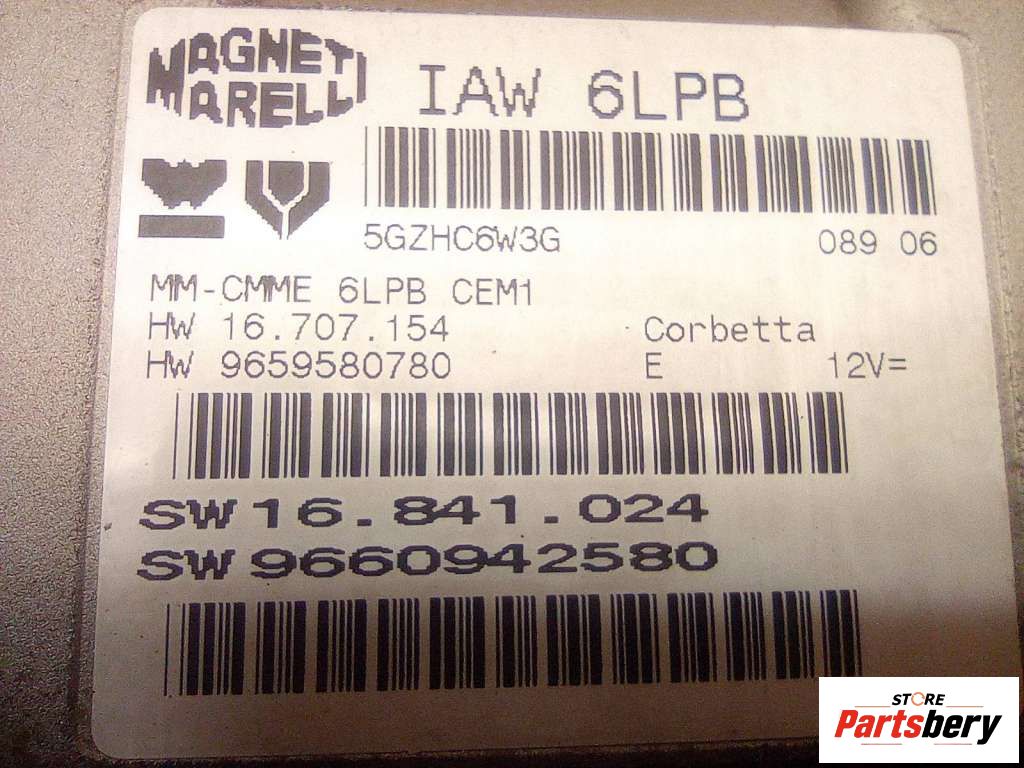 MAGNETI
MARELLI
IAW 6LPB
5GZHC6W3G 089 06
MM-CMME 6LPB CEM1
HW 16.707.154 Corbetta
HW 9659580780 E 12V=
SW 16.841.024
SW 9660942580
STORE
Partsbery